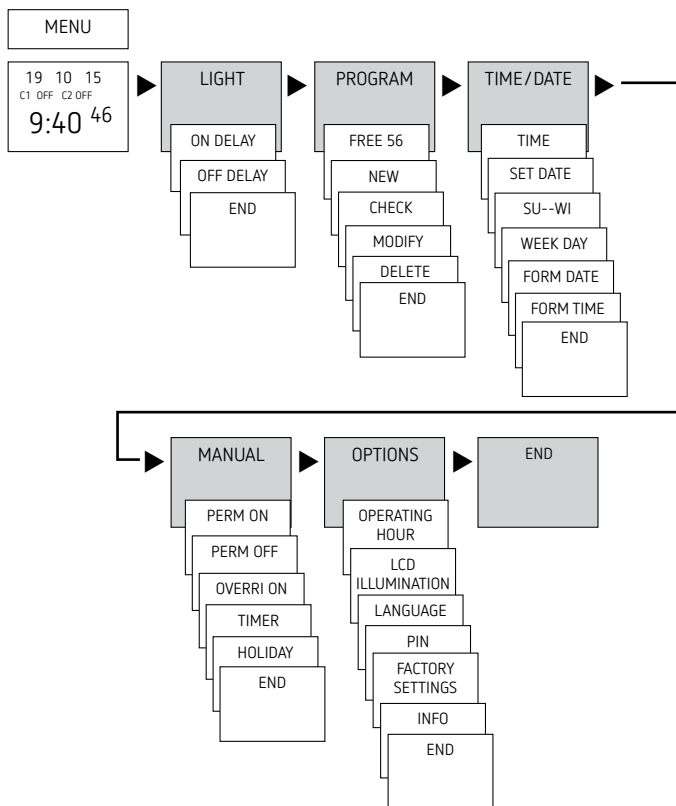 MENU
19 10 15
C1 OFF C2 OFF
9:40 46
LIGHT
ON DELAY
OFF DELAY
END
PROGRAM
FREE 56
NEW
CHECK
MODIFY
DELETE
END
TIME/DATE
TIME
SET DATE
SU--WI
WEEK DAY
FORM DATE
FORM TIME
END
MANUAL
PERM ON
PERM OFF
OVERRI ON
TIMER
HOLIDAY
END
OPTIONS
OPERATING
HOUR
LCD
ILLUMINATION
LANGUAGE
PIN
FACTORY
SETTINGS
INFO
END
END